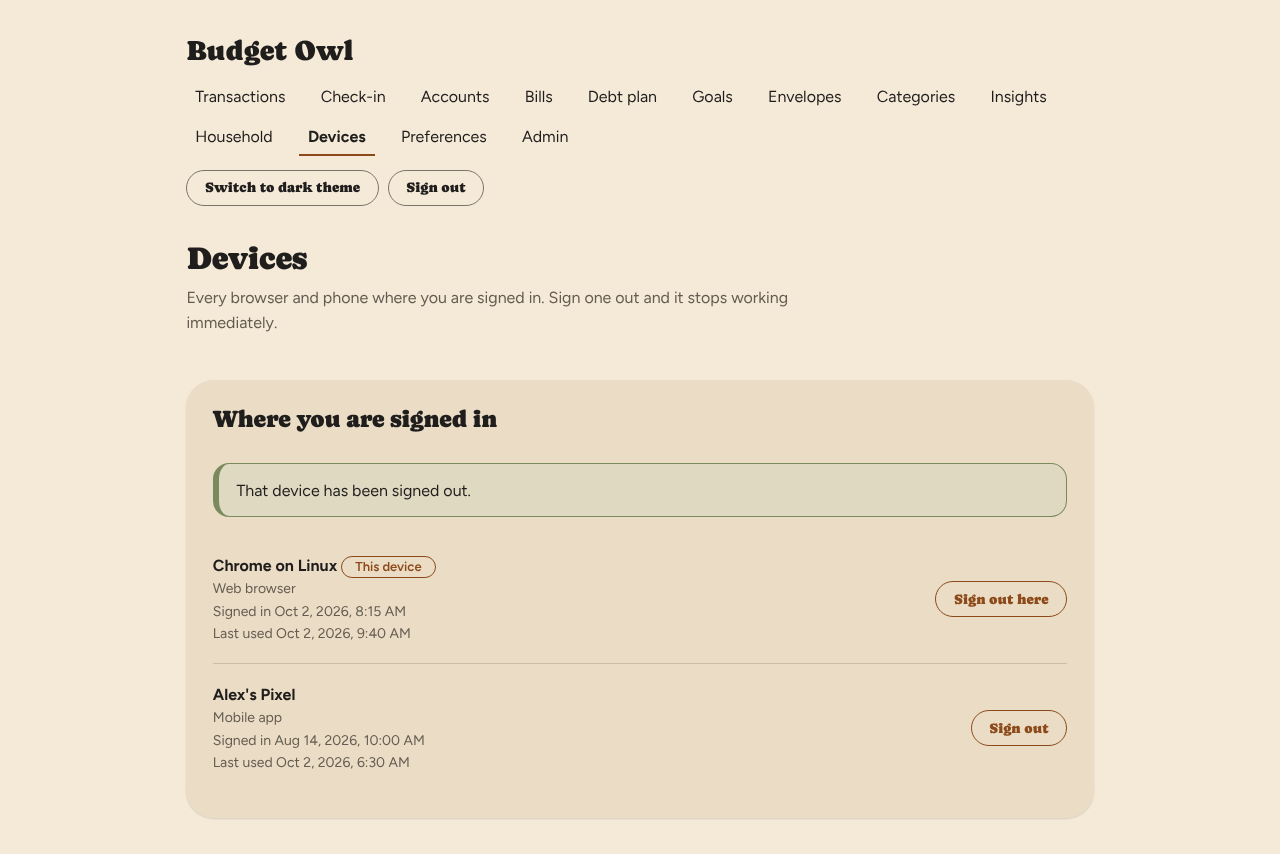 Budget Owl
Transactions Check-in Accounts Bills Debt plan Goals Envelopes Categories Insights
Household Devices Preferences Admin
Switch to dark theme Sign out
Devices
Every browser and phone where you are signed in. Sign one out and it stops working
immediately.
Where you are signed in
That device has been signed out.
Chrome on Linux This device
Web browser
Signed in Oct 2, 2026, 8:15 AM
Last used Oct 2, 2026, 9:40 AM
Sign out here
Alex's Pixel
Mobile app
Signed in Aug 14, 2026, 10:00 AM
Last used Oct 2, 2026, 6:30 AM
Sign out